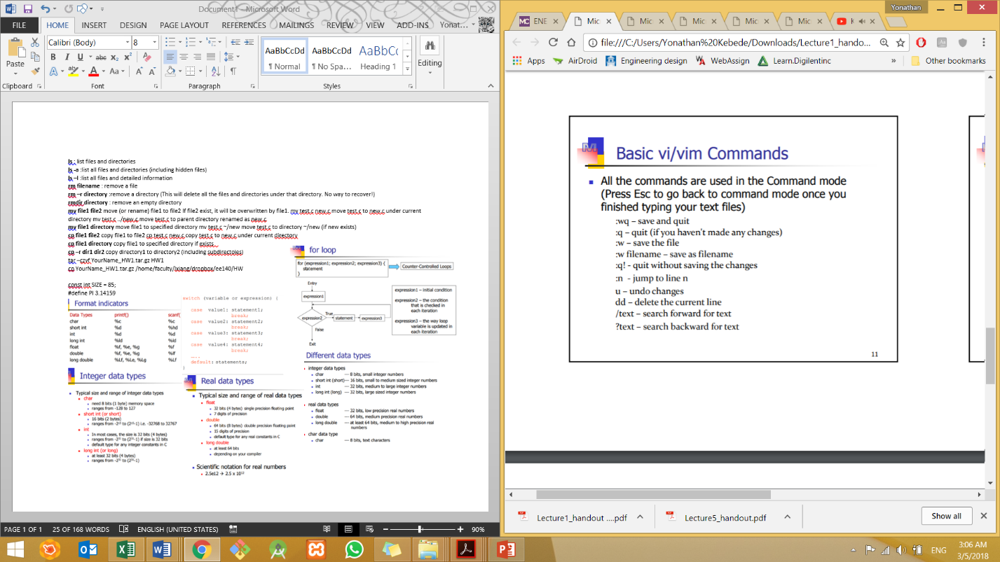 Document1 - Microsoft Word
FILE HOME INSERT DESIGN PAGE LAYOUT REFERENCES MAILINGS REVIEW VIEW ADD-INS Yonat...
Calibri (Body) 8
Paste
B I U abc x₂ x²
Aa
AaBbCcDd AaBbCcDd AaBbCc
¶ Normal ¶ No Spa... Heading 1
Editing
Clipboard Font Paragraph Styles
ls : list files and directories
ls -a :list all files and directories (including hidden files)
ls –l :list all files and detailed information
rm filename : remove a file
rm –r directory :remove a directory (This will delete all the files and directories under that directory. No way to recover!)
rmdir directory : remove an empty directory
mv file1 file2 move (or rename) file1 to file2 If file2 exist, it will be overwritten by file1. mv test.c new.c move test.c to new.c under current
directory mv test.c ../new.c move test.c to parent directory renamed as new.c
mv file1 directory move file1 to specified directory mv test.c ~/new move test.c to directory ~/new (if new exists)
cp file1 file2 copy file1 to file2 cp test.c new.c copy test.c to new.c under current directory
cp file1 directory copy file1 to specified directory if exists
cp –r dir1 dir2 copy directory1 to directory2 (including subdirectoies)
tar –czvf YourName_HW1.tar.gz HW1
cp YourName_HW1.tar.gz /home/faculty/jxiang/dropbox/ee140/HW
const int SIZE = 85;
#define PI 3.14159
for loop
for (expression1; expression2; expression3) {
statement
}
Counter-Controlled Loops
Entry
expression1
expression2
True
statement
expression3
False
Exit
expression1 – initial condition
expression2 – the condition
that is checked in
each iteration
expression3 – the way loop
variable is updated in
each iteration
Format indicators
Data Types printf() scanf(
char %c %c
short int %d %hd
int %d %d
long int %ld %ld
float %f, %e, %g %f
double %f, %e, %g %lf
long double %Lf, %Le, %Lg %Lf
switch (variable or expression) {
case value1: statement1;
break;
case value2: statement2;
break;
case value3: statement3;
break;
case value4: statement4;
break;
.....
default: statements;
}
Integer data types
Typical size and range of integer data types
char
need 8 bits (1 byte) memory space
ranges from -128 to 127
short int (or short)
16 bits (2 bytes)
ranges from -2¹⁵ to (2¹⁵-1) i.e. -32768 to 32767
int
In most cases, the size is 32 bits (4 bytes)
ranges from -2³¹ to (2³¹-1) if size is 32 bits
default type for any integer constants in C
long int (or long)
at least 32 bits (4 bytes)
ranges from -2³¹ to (2³¹-1)
Real data types
Typical size and range of real data types
float
32 bits (4 bytes) single precision floating point
7 digits of precision
double
64 bits (8 bytes) double precision floating point
15 digits of precision
default type for any real constants in C
long double
at least 64 bits
depending on your compiler
Scientific notation for real numbers
2.5e12 → 2.5 x 10¹²
Different data types
integer data types
char --- 8 bits, small integer numbers
short int (short)--- 16 bits, small to medium sized integer numbers
int --- 32 bits, medium to large integer numbers
long int (long) --- 32 bits, large sized integer numbers
real data types
float --- 32 bits, low precision real numbers
double --- 64 bits, medium precision real numbers
long double --- at least 64 bits, medium to high precision real
numbers
char data type
char --- 8 bits, text characters
PAGE 1 OF 1 25 OF 168 WORDS ENGLISH (UNITED STATES) 90%
Yonathan
ENE Mic Mic Mic Mic Mic
file:///C:/Users/Yonathan%20Kebede/Downloads/Lecture1_hando...
Apps AirDroid Engineering design WebAssign Learn.Digilentinc » Other bookmarks
Basic vi/vim Commands
All the commands are used in the Command mode
(Press Esc to go back to command mode once you
finished typing your text files)
:wq – save and quit
:q – quit (if you haven't made any changes)
:w – save the file
:w filename – save as filename
:q! - quit without saving the changes
:n - jump to line n
u – undo changes
dd – delete the current line
/text – search forward for text
?text – search backward for text
11
Lecture1_handout ....pdf Lecture5_handout.pdf Show all
ENG
3:06 AM
3/5/2018